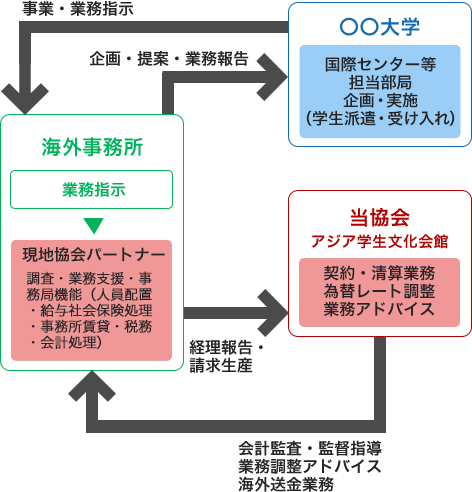 事業・業務指示
〇〇大学
企画・提案・業務報告
国際センター等
担当部局
企画・実施
（学生派遣・受け入れ）
海外事務所
業務指示
現地協会パートナー
調査・業務支援・事
務局機能（人員配置
・給与社会保険処理
・事務所賃貸・税務
・会計処理）
当協会
アジア学生文化会館
契約・清算業務
為替レート調整
業務アドバイス
経理報告・
請求生産
会計監査・監督指導
業務調整アドバイス
海外送金業務